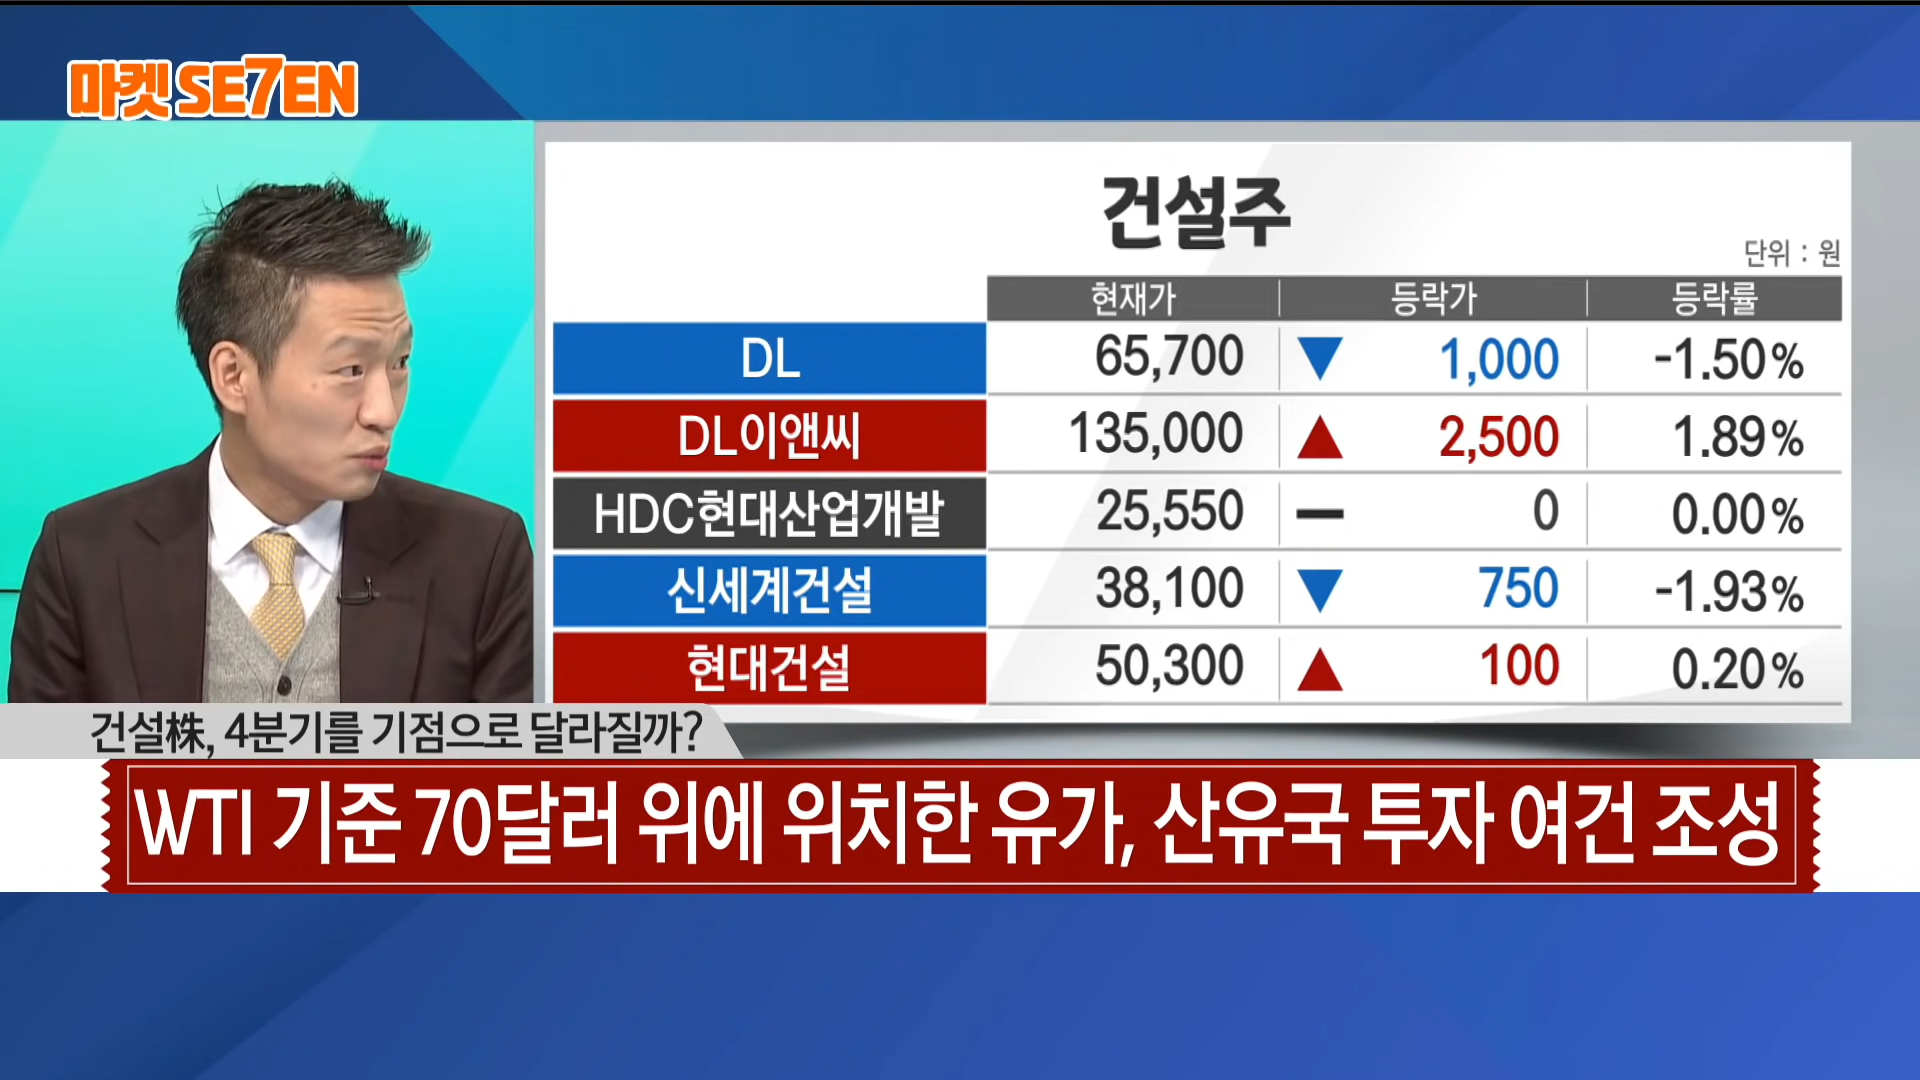 마켓 SE7EN
건설주
단위 : 원
현재가 등락가 등락률
DL 65,700 ▼ 1,000 -1.50%
DL이앤씨 135,000 ▲ 2,500 1.89%
HDC현대산업개발 25,550 — 0 0.00%
신세계건설 38,100 ▼ 750 -1.93%
현대건설 50,300 ▲ 100 0.20%
건설株, 4분기를 기점으로 달라질까?
WTI 기준 70달러 위에 위치한 유가, 산유국 투자 여건 조성